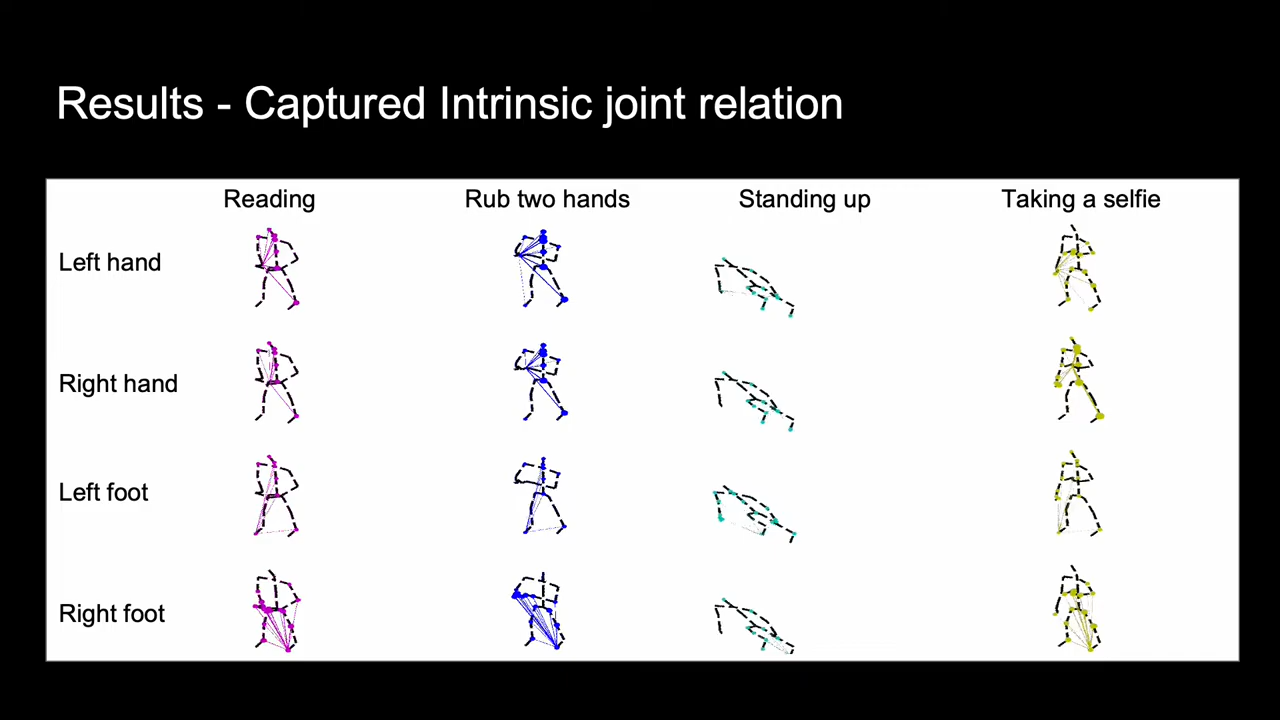 Results - Captured Intrinsic joint relation
Reading Rub two hands Standing up Taking a selfie
Left hand
Right hand
Left foot
Right foot